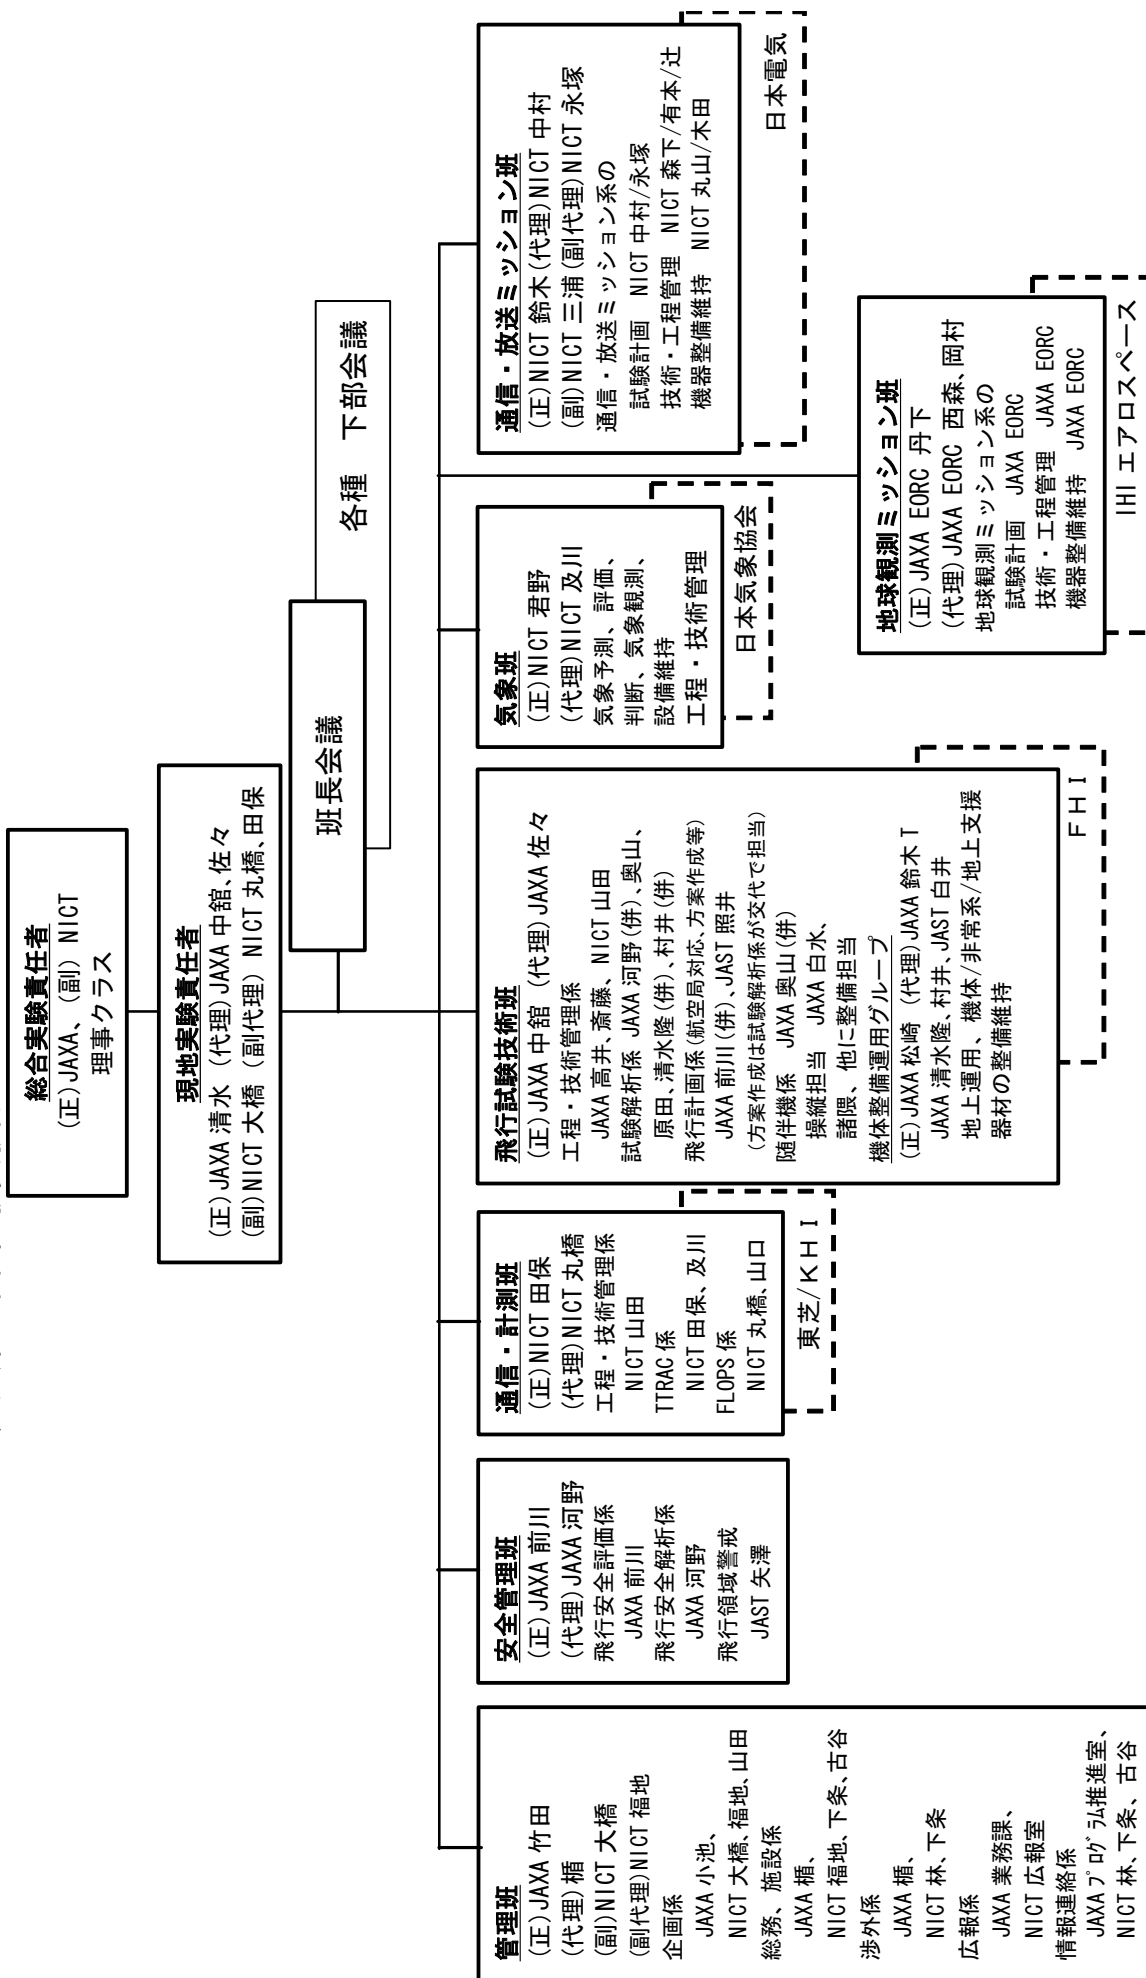 総合実験責任者
(正)JAXA、(副) NICT
理事クラス
現地実験責任者
(正)JAXA 清水 (代理)JAXA 中舘、佐々
(副)NICT 大橋 (副代理) NICT 丸橋、田保
班長会議
各種 下部会議
管理班
(正)JAXA 竹田
(代理)楯
(副)NICT 大橋
(副代理)NICT 福地
企画係
JAXA 小池、
NICT 大橋、福地、山田
総務、施設係
JAXA 楯、
NICT 福地、下条、古谷
渉外係
JAXA 楯、
NICT 林、下条
広報係
JAXA 業務課、
NICT 広報室
情報連絡係
JAXA プログラム推進室、
NICT 林、下条、古谷
安全管理班
(正)JAXA 前川
(代理)JAXA 河野
飛行安全評価係
JAXA 前川
飛行安全解析係
JAXA 河野
飛行領域警戒
JAST 矢澤
通信・計測班
(正)NICT 田保
(代理)NICT 丸橋
工程・技術管理係
NICT 山田
TTRAC 係
NICT 田保、及川
FLOPS 係
NICT 丸橋、山口
東芝/KHI
飛行試験技術班
(正)JAXA 中舘 (代理)JAXA 佐々
工程・技術管理係
JAXA 高井、斎藤、NICT 山田
試験解析係 JAXA 河野(併)、奥山、
原田、清水隆(併)、村井(併)
飛行計画係(航空局対応、方案作成等)
JAXA 前川(併)、JAST 照井
(方案作成は試験解析係が交代で担当)
随伴機係 JAXA 奥山(併)
操縦担当 JAXA 白水、
諸隈、他に整備担当
機体整備運用グループ
(正)JAXA 松崎 (代理)JAXA 鈴木 T
JAXA 清水隆、村井、JAST 白井
地上運用、機体/非常系/地上支援
器材の整備維持
FHI
気象班
(正)NICT 君野
(代理)NICT 及川
気象予測、評価、
判断、気象観測、
設備維持
工程・技術管理
日本気象協会
通信・放送ミッション班
(正)NICT 鈴木(代理)NICT 中村
(副)NICT 三浦(副代理)NICT 永塚
通信・放送ミッション系の
試験計画 NICT 中村/永塚
技術・工程管理 NICT 森下/有本/辻
機器整備維持 NICT 丸山/木田
日本電気
地球観測ミッション班
(正)JAXA EORC 丹下
(代理)JAXA EORC 西森、岡村
地球観測ミッション系の
試験計画 JAXA EORC
技術・工程管理 JAXA EORC
機器整備維持 JAXA EORC
IHI エアロスペース